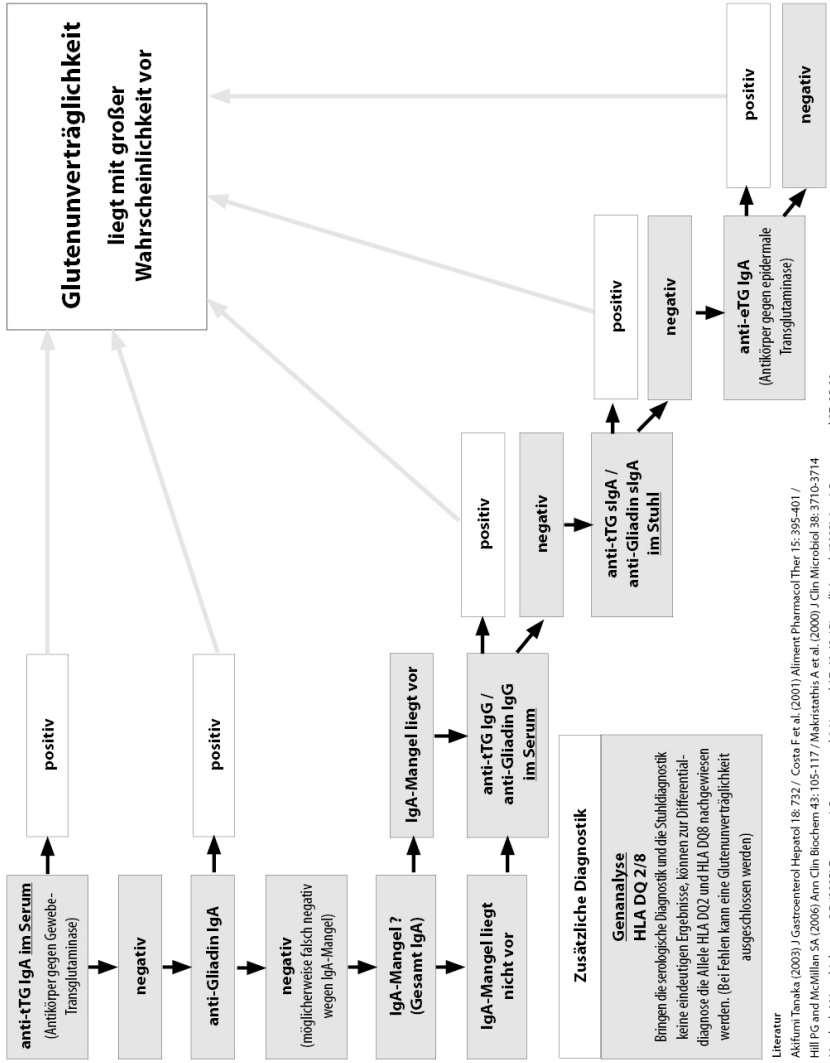 Glutenunverträglichkeit
liegt mit großer
Wahrscheinlichkeit vor
anti-tTG IgA im Serum
(Antikörper gegen Gewebe-
Transglutaminase)
positiv
negativ
anti-Gliadin IgA
positiv
negativ
(möglicherweise falsch negativ
wegen IgA-Mangel)
IgA-Mangel ?
(Gesamt IgA)
IgA-Mangel liegt vor
IgA-Mangel liegt
nicht vor
anti-tTG IgG /
anti-Gliadin IgG
im Serum
positiv
negativ
anti-tTG sIgA /
anti-Gliadin sIgA
im Stuhl
positiv
negativ
anti-eTG IgA
(Antikörper gegen epidermale
Transglutaminase)
positiv
negativ
Zusätzliche Diagnostik
Genanalyse
HLA DQ 2/8
Bringen die serologische Diagnostik und die Stuhldiagnostik
keine eindeutigen Ergebnisse, können zur Differential-
diagnose die Allele HLA DQ2 und HLA DQ8 nachgewiesen
werden. (Bei Fehlen kann eine Glutenunverträglichkeit
ausgeschlossen werden)
Literatur
Akifumi Tanaka (2003) J Gastroenterol Hepatol 18: 732 / Costa F et al. (2001) Aliment Pharmacol Ther 15: 395-401 /
Hill PG and McMillan SA (2006) Ann Clin Biochem 43: 105-117 / Makristathis A et al. (2000) J Clin Microbiol 38: 3710-3714